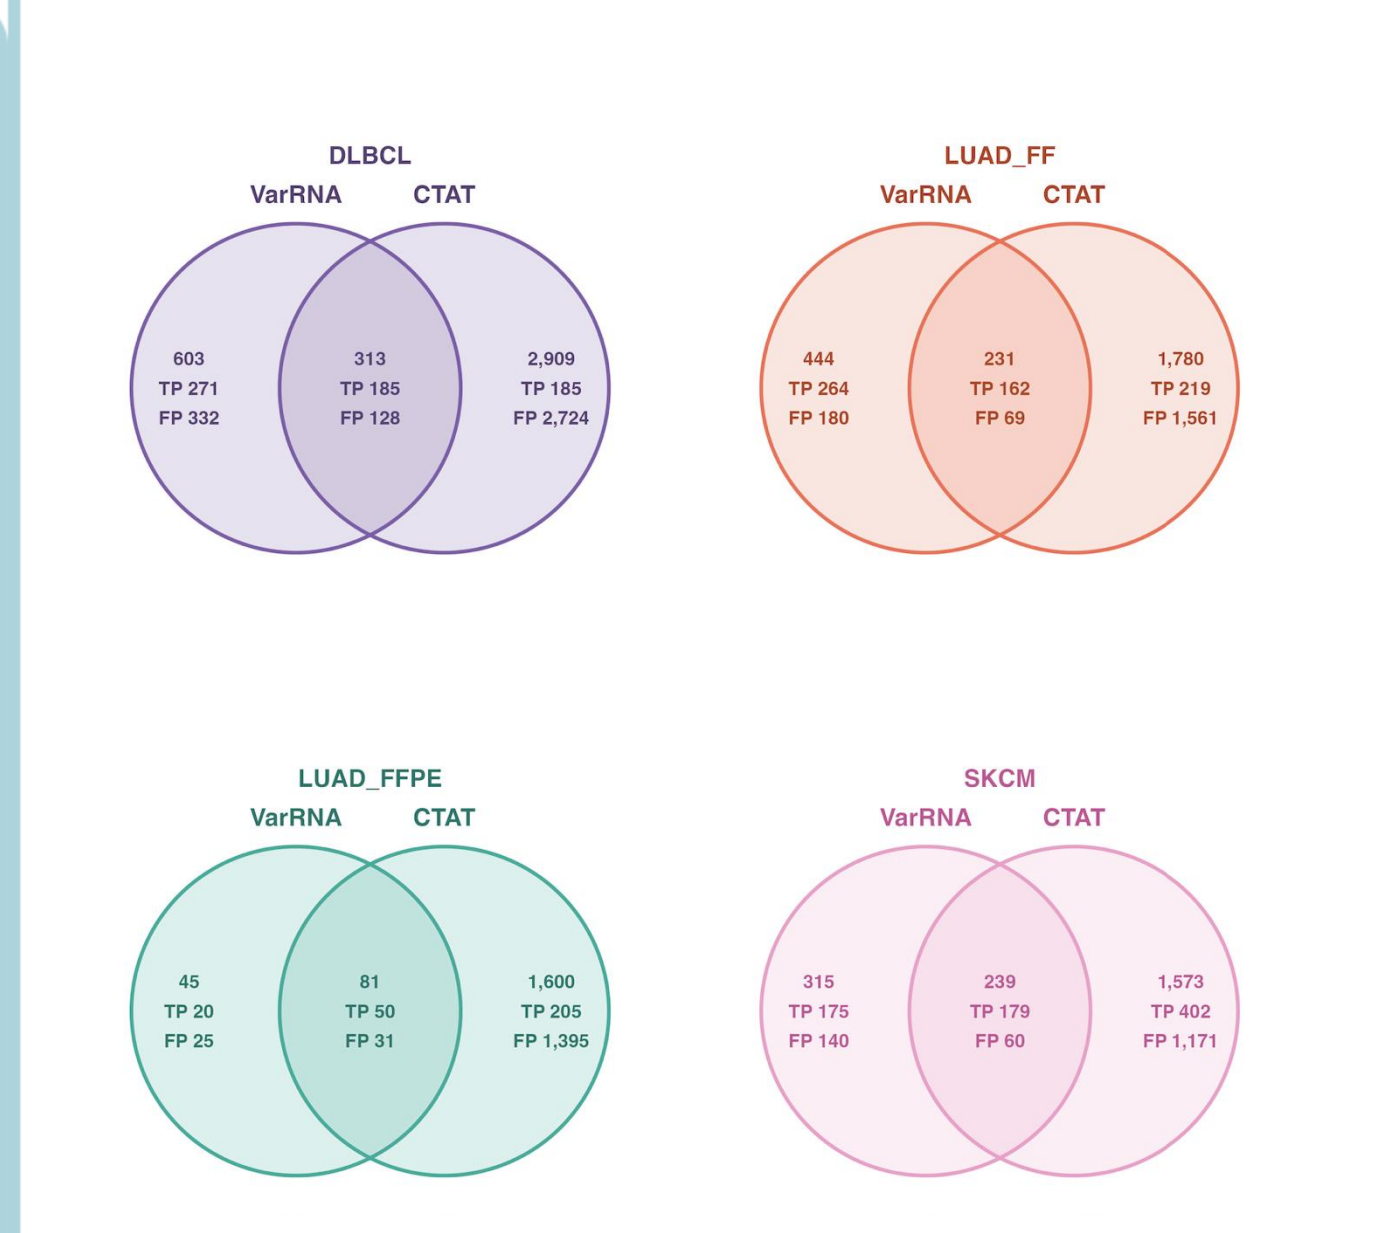 DLBCL
VarRNA CTAT
603 313 2,909
TP 271 TP 185 TP 185
FP 332 FP 128 FP 2,724
LUAD_FF
VarRNA CTAT
444 231 1,780
TP 264 TP 162 TP 219
FP 180 FP 69 FP 1,561
LUAD_FFPE
VarRNA CTAT
45 81 1,600
TP 20 TP 50 TP 205
FP 25 FP 31 FP 1,395
SKCM
VarRNA CTAT
315 239 1,573
TP 175 TP 179 TP 402
FP 140 FP 60 FP 1,171